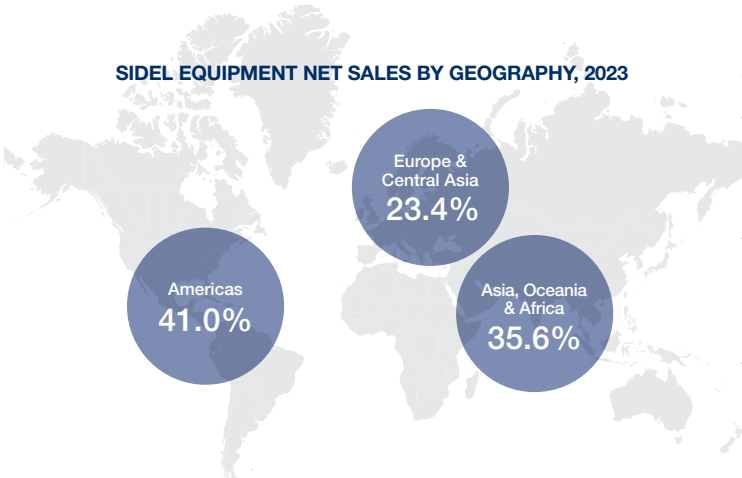 SIDEL EQUIPMENT NET SALES BY GEOGRAPHY, 2023
Europe &
Central Asia
23.4%
Americas
41.0%
Asia, Oceania
& Africa
35.6%